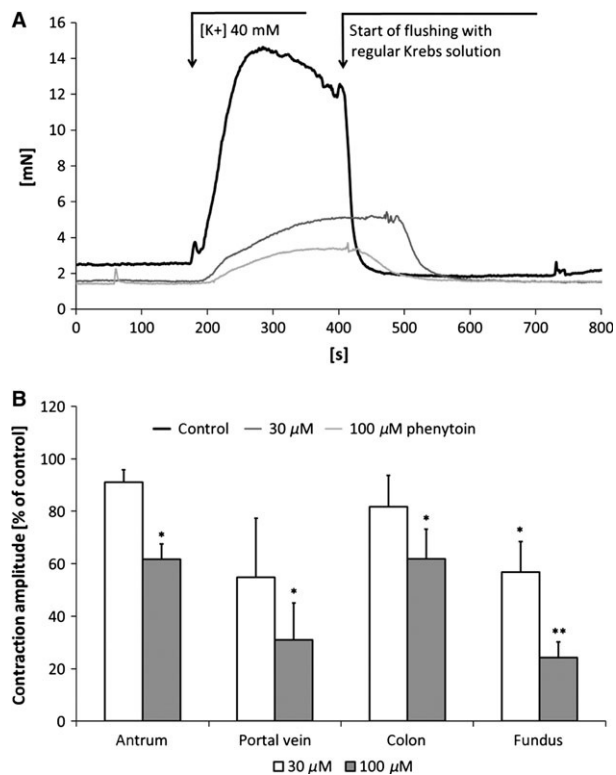 A
[K+] 40 mM
Start of flushing with
regular Krebs solution
16
14
12
10
8
6
4
2
0
[mN]
0 100 200 300 400 500 600 700 800
[s]
B
120
100
80
60
40
20
0
Contraction amplitude [% of control]
Control 30 µM 100 µM phenytoin
* * * * **
Antrum Portal vein Colon Fundus
30 µM 100 µM